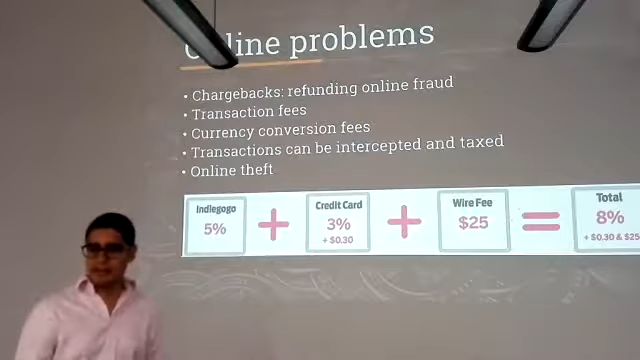 Online problems
• Chargebacks: refunding online fraud
• Transaction fees
• Currency conversion fees
• Transactions can be intercepted and taxed
• Online theft
Indiegogo
5%
+
Credit Card
3%
+ $0.30
+
Wire Fee
$25
=
Total
8%
+ $0.30 & $25